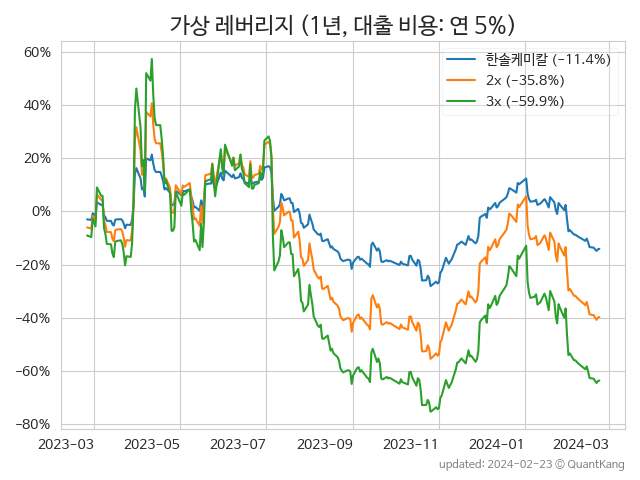 가상 레버리지 (1년, 대출 비용: 연 5%)
한솔케미칼 (−11.4%)
2x (−35.8%)
3x (−59.9%)
60%
40%
20%
0%
−20%
−40%
−60%
−80%
2023-03 2023-05 2023-07 2023-09 2023-11 2024-01 2024-03
updated: 2024-02-23 ⓒ QuantKang